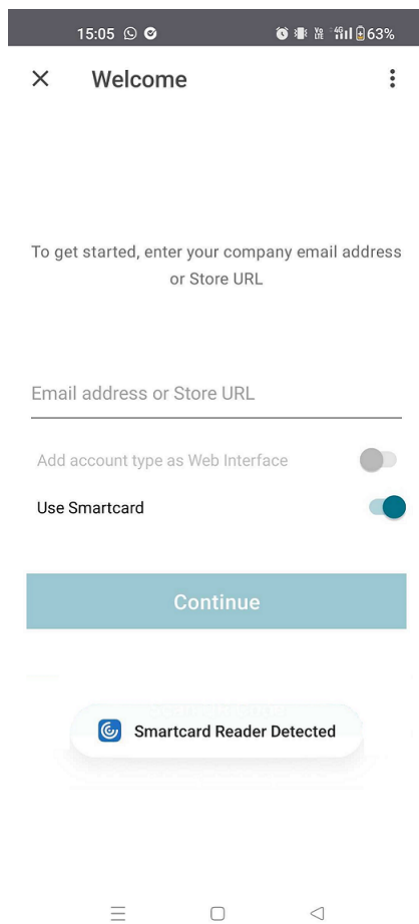 15:05 63%
Welcome
To get started, enter your company email address
or Store URL
Email address or Store URL
Add account type as Web Interface
Use Smartcard
Continue
Smartcard Reader Detected